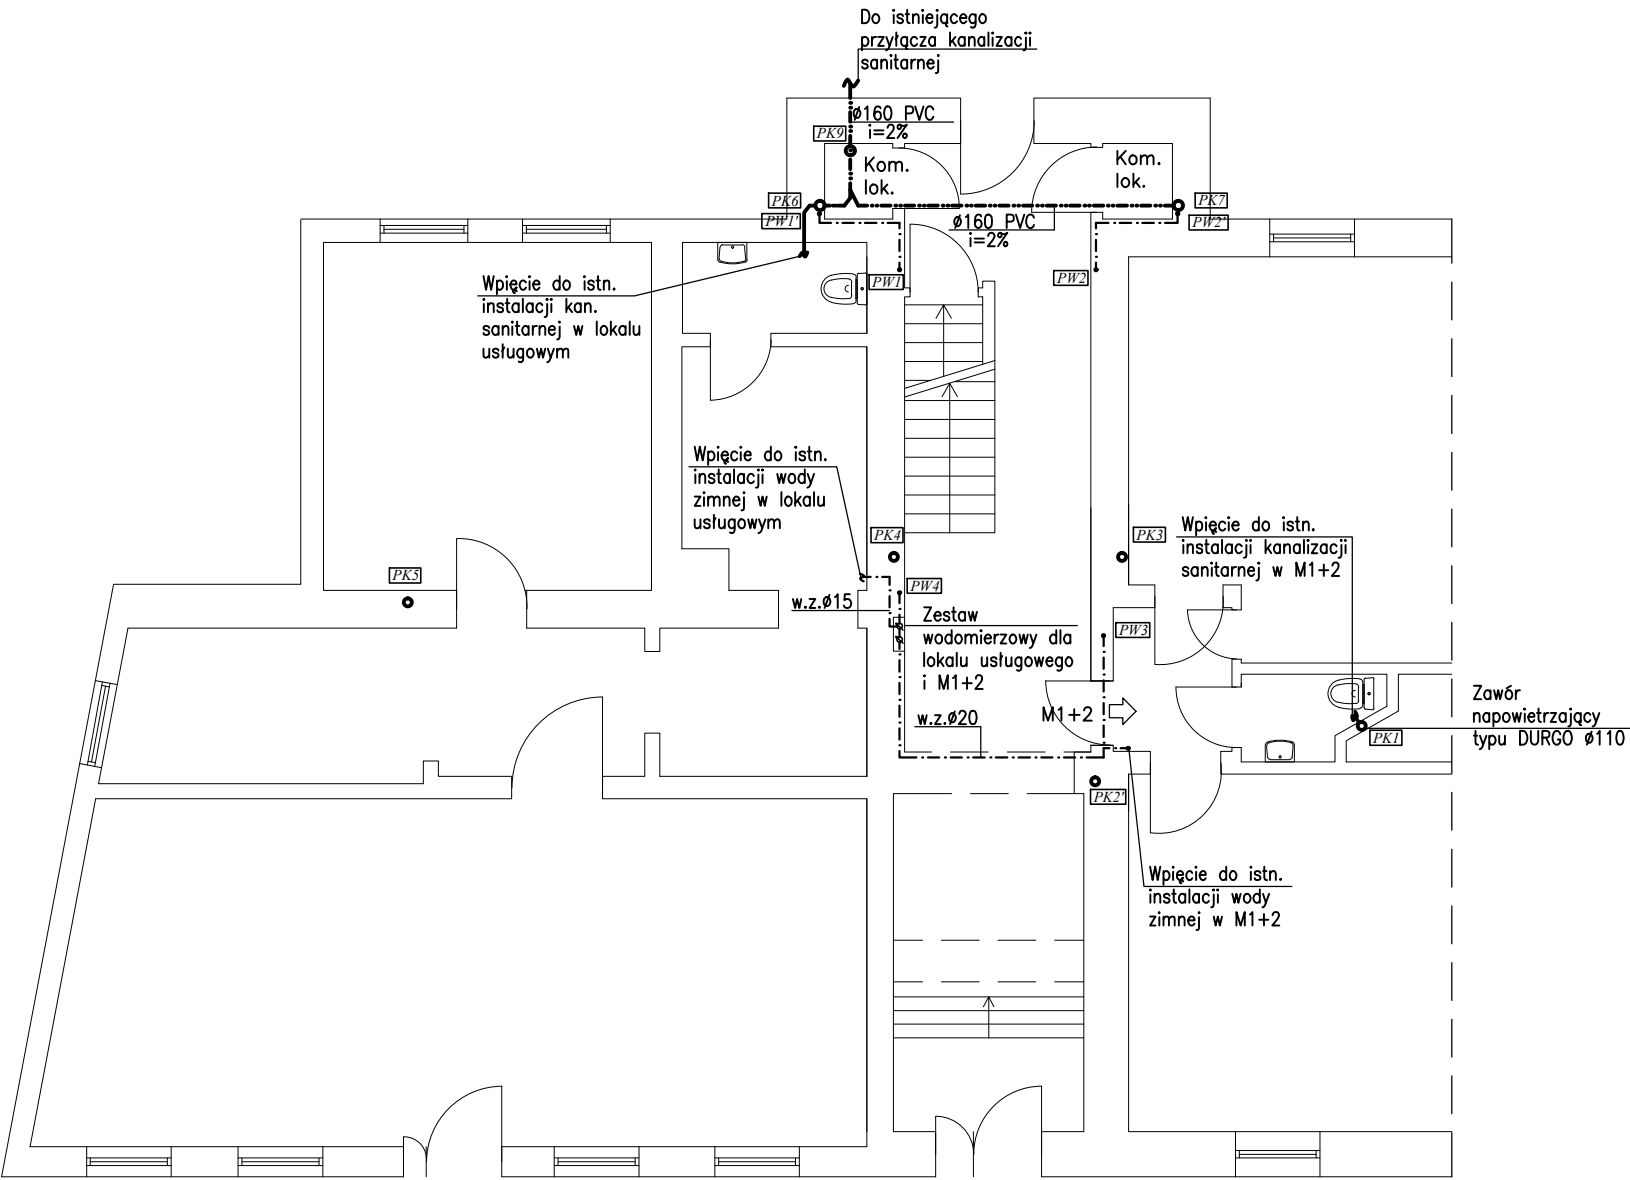 Do istniejącego
przyłącza kanalizacji
sanitarnej
ø160 PVC
i=2%
PK9
Kom.
lok.
Kom.
lok.
PK6
PW1'
PK7
PW2'
ø160 PVC
i=2%
PW1
PW2
Wpięcie do istn.
instalacji kan.
sanitarnej w lokalu
usługowym
Wpięcie do istn.
instalacji wody
zimnej w lokalu
usługowym
PK4
PK3
Wpięcie do istn.
instalacji kanalizacji
sanitarnej w M1+2
PK5
PW4
w.z.ø15
Zestaw
wodomierzowy dla
lokalu usługowego
i M1+2
PW3
w.z.ø20
M1+2
Zawór
napowietrzający
typu DURGO ø110
PK1
PK2'
Wpięcie do istn.
instalacji wody
zimnej w M1+2